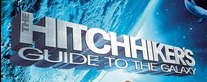 THE
HITCHHIKER'S
GUIDE TO THE GALAXY